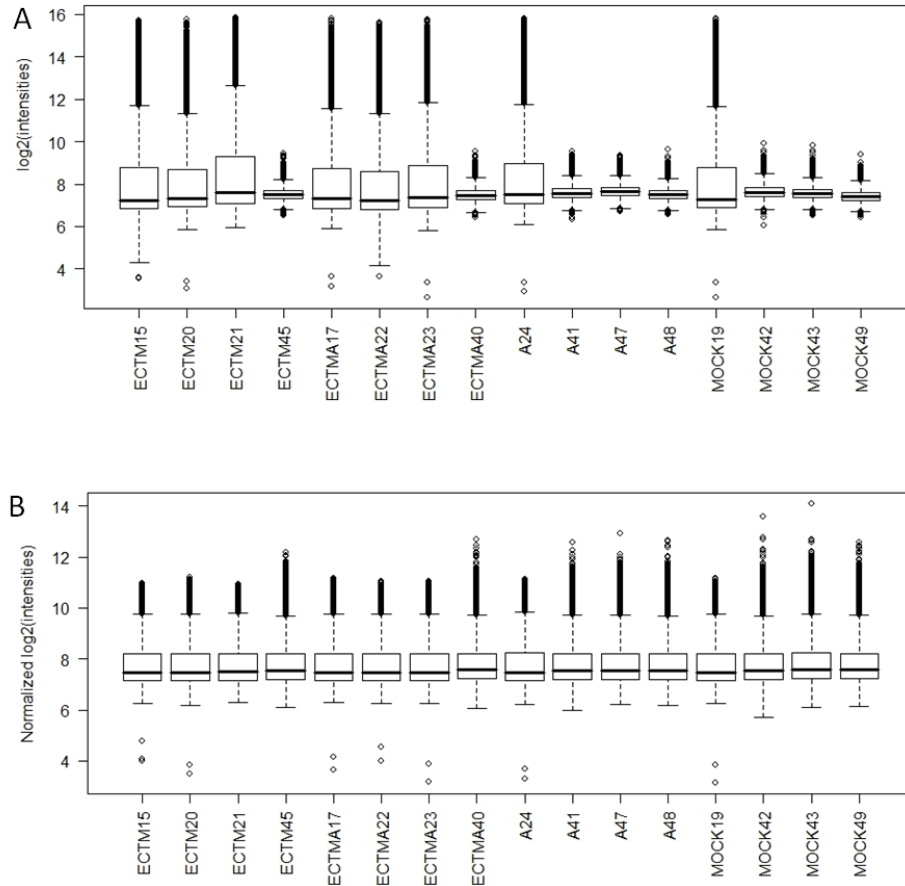 A
log2(intensities)
16
14
12
10
8
6
4
ECTM15 ECTM20 ECTM21 ECTM45 ECTMA17 ECTMA22 ECTMA23 ECTMA40 A24 A41 A47 A48 MOCK19 MOCK42 MOCK43 MOCK49
B
Normalized log2(intensities)
14
12
10
8
6
4
ECTM15 ECTM20 ECTM21 ECTM45 ECTMA17 ECTMA22 ECTMA23 ECTMA40 A24 A41 A47 A48 MOCK19 MOCK42 MOCK43 MOCK49